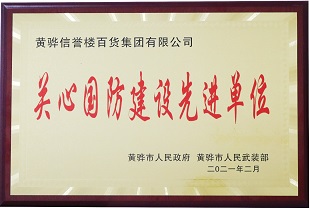 黄骅信誉楼百货集团有限公司
关心国防建设先进单位
黄骅市人民政府 黄骅市人民武装部
二〇二一年二月